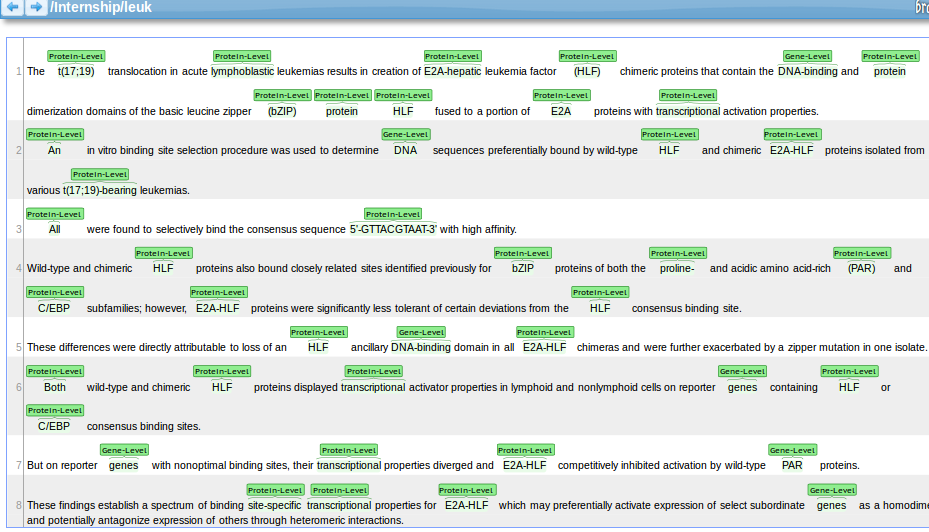 /Internship/leuk
Protein-Level Protein-Level Protein-Level Protein-Level Gene-Level Protein-Level
1 The t(17;19) translocation in acute lymphoblastic leukemias results in creation of E2A-hepatic leukemia factor (HLF) chimeric proteins that contain the DNA-binding and protein
Protein-Level Protein-Level Protein-Level Protein-Level Protein-Level
dimerization domains of the basic leucine zipper (bZIP) protein HLF fused to a portion of E2A proteins with transcriptional activation properties.
Protein-Level Gene-Level Protein-Level Protein-Level
2 An in vitro binding site selection procedure was used to determine DNA sequences preferentially bound by wild-type HLF and chimeric E2A-HLF proteins isolated from
Protein-Level
various t(17;19)-bearing leukemias.
Protein-Level Protein-Level
3 All were found to selectively bind the consensus sequence 5'-GTTACGTAAT-3' with high affinity.
Protein-Level Protein-Level Protein-Level Protein-Level
4 Wild-type and chimeric HLF proteins also bound closely related sites identified previously for bZIP proteins of both the proline- and acidic amino acid-rich (PAR) and
Protein-Level Protein-Level Protein-Level
C/EBP subfamilies; however, E2A-HLF proteins were significantly less tolerant of certain deviations from the HLF consensus binding site.
Protein-Level Gene-Level Protein-Level
5 These differences were directly attributable to loss of an HLF ancillary DNA-binding domain in all E2A-HLF chimeras and were further exacerbated by a zipper mutation in one isolate.
Protein-Level Protein-Level Protein-Level Gene-Level Protein-Level
6 Both wild-type and chimeric HLF proteins displayed transcriptional activator properties in lymphoid and nonlymphoid cells on reporter genes containing HLF or
Protein-Level
C/EBP consensus binding sites.
Gene-Level Protein-Level Protein-Level Gene-Level
7 But on reporter genes with nonoptimal binding sites, their transcriptional properties diverged and E2A-HLF competitively inhibited activation by wild-type PAR proteins.
Protein-Level Protein-Level Protein-Level Gene-Level
8 These findings establish a spectrum of binding site-specific transcriptional properties for E2A-HLF which may preferentially activate expression of select subordinate genes as a homodime
and potentially antagonize expression of others through heteromeric interactions.